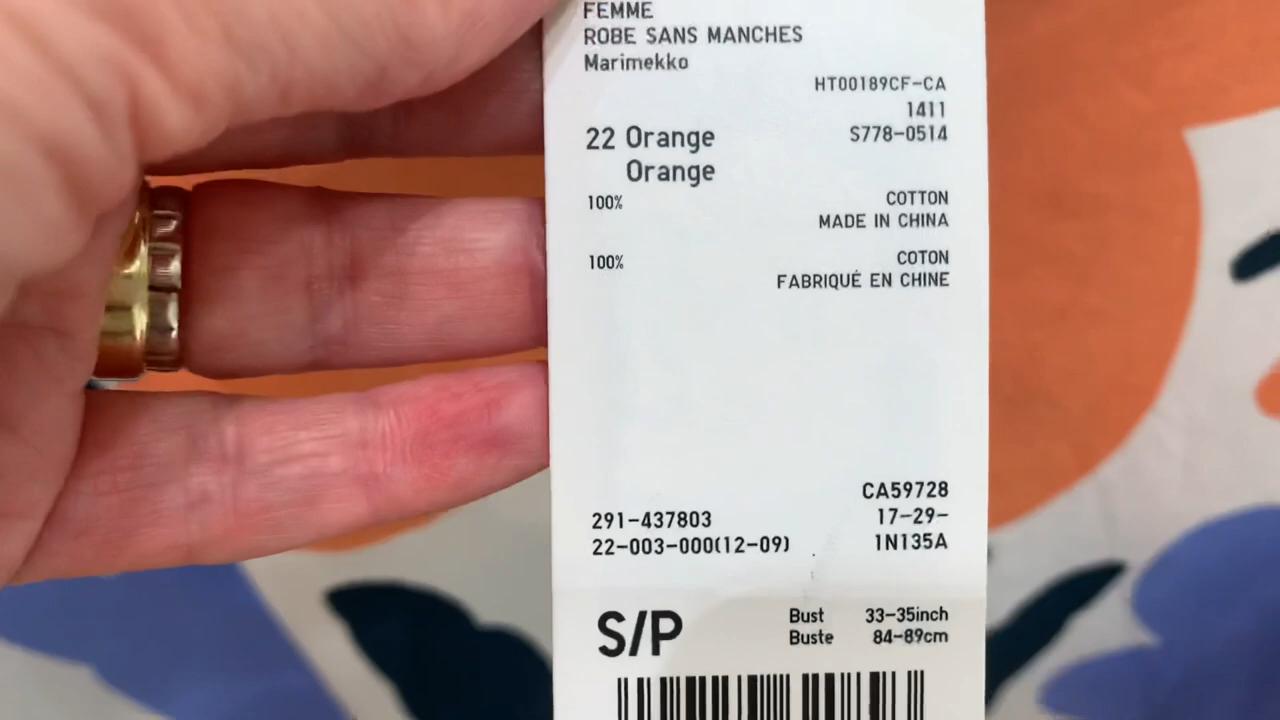 FEMME
ROBE SANS MANCHES
Marimekko
HT00189CF-CA
1411
22 Orange S778-0514
Orange
100% COTTON
MADE IN CHINA
100% COTON
FABRIQUÉ EN CHINE
CA59728
291-437803 17-29-
22-003-000(12-09) 1N135A
S/P Bust 33-35inch
Buste 84-89cm